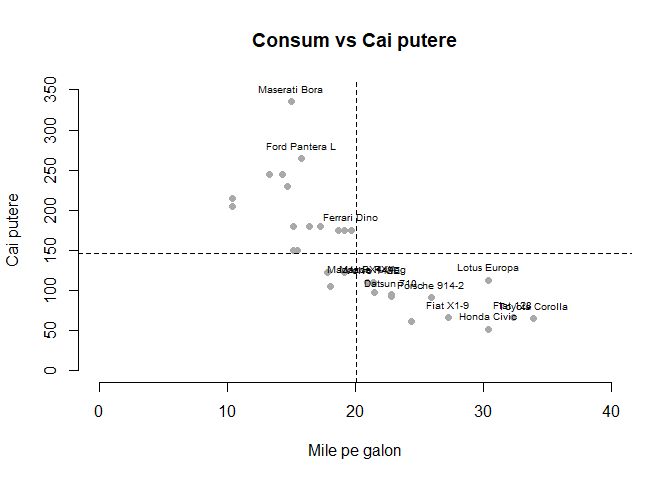 Consum vs Cai putere
Cai putere
350
300
250
200
150
100
50
0
Maserati Bora
Ford Pantera L
Ferrari Dino
Lotus Europa
Datsun 710
Porsche 914-2
Fiat X1-9
Fiat 128
Toyota Corolla
Honda Civic
0
10
20
30
40
Mile pe galon